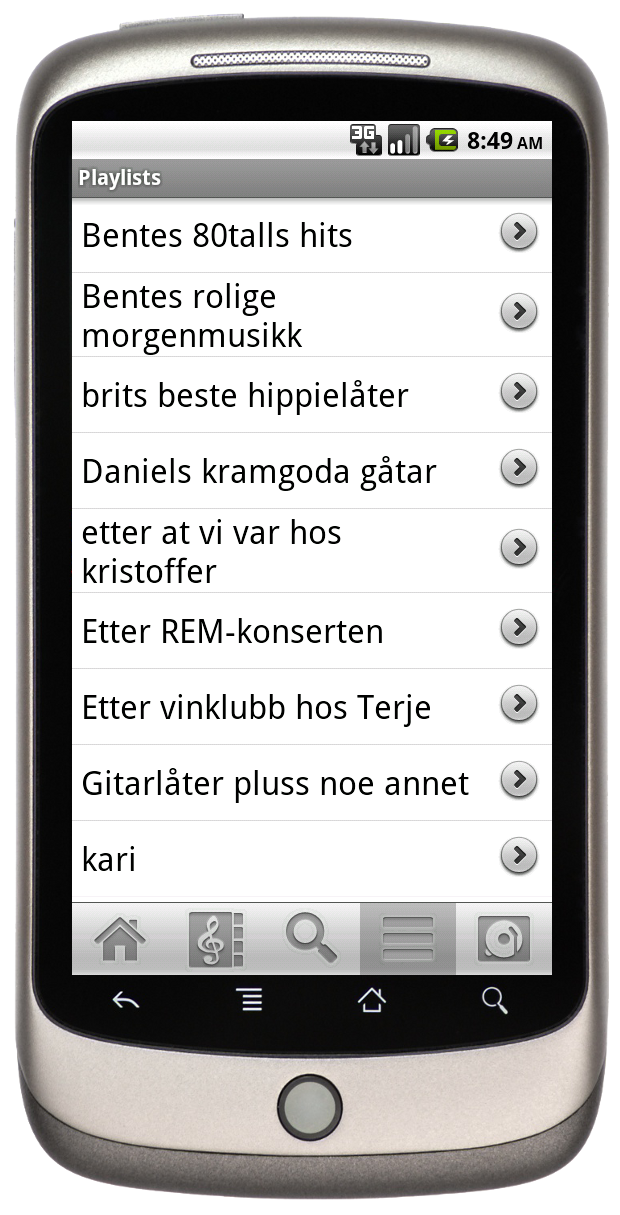 3G
8:49 AM
Playlists
Bentes 80talls hits
Bentes rolige
morgenmusikk
brits beste hippielåter
Daniels kramgoda gåtar
etter at vi var hos
kristoffer
Etter REM-konserten
Etter vinklubb hos Terje
Gitarlåter pluss noe annet
kari